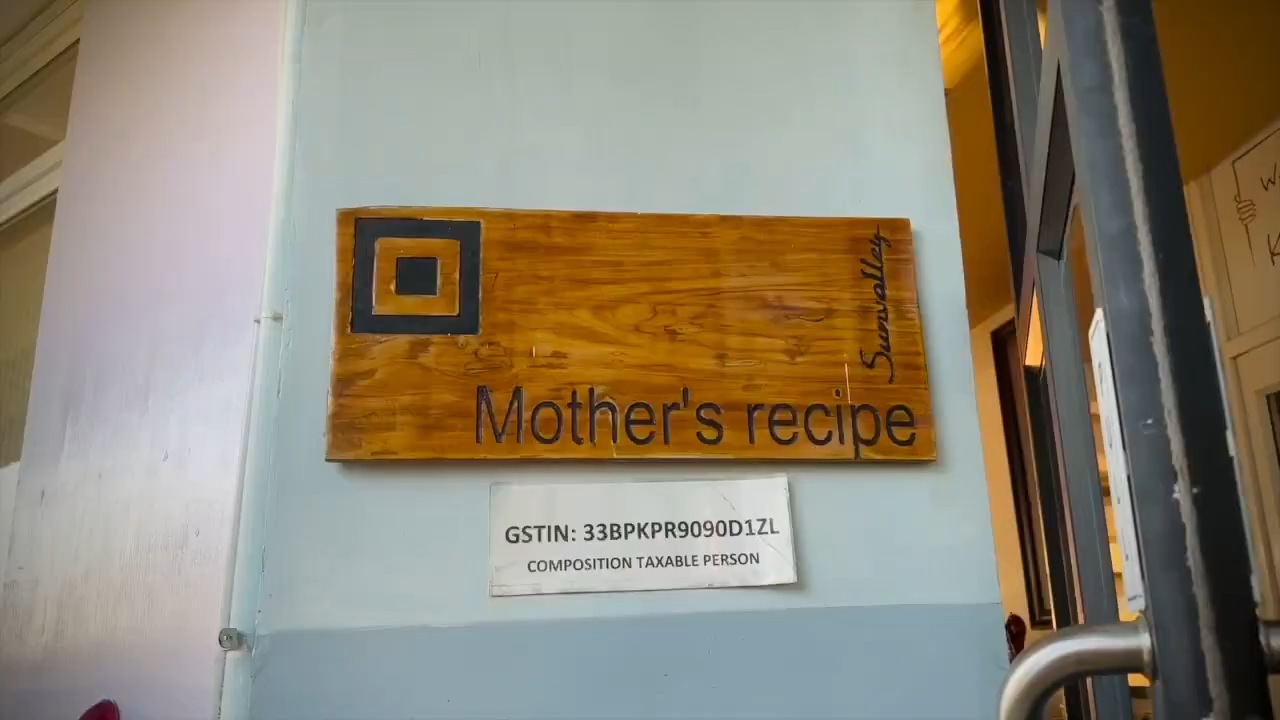 Sunvalley
Mother's recipe
GSTIN: 33BPKPR9090D1ZL
COMPOSITION TAXABLE PERSON